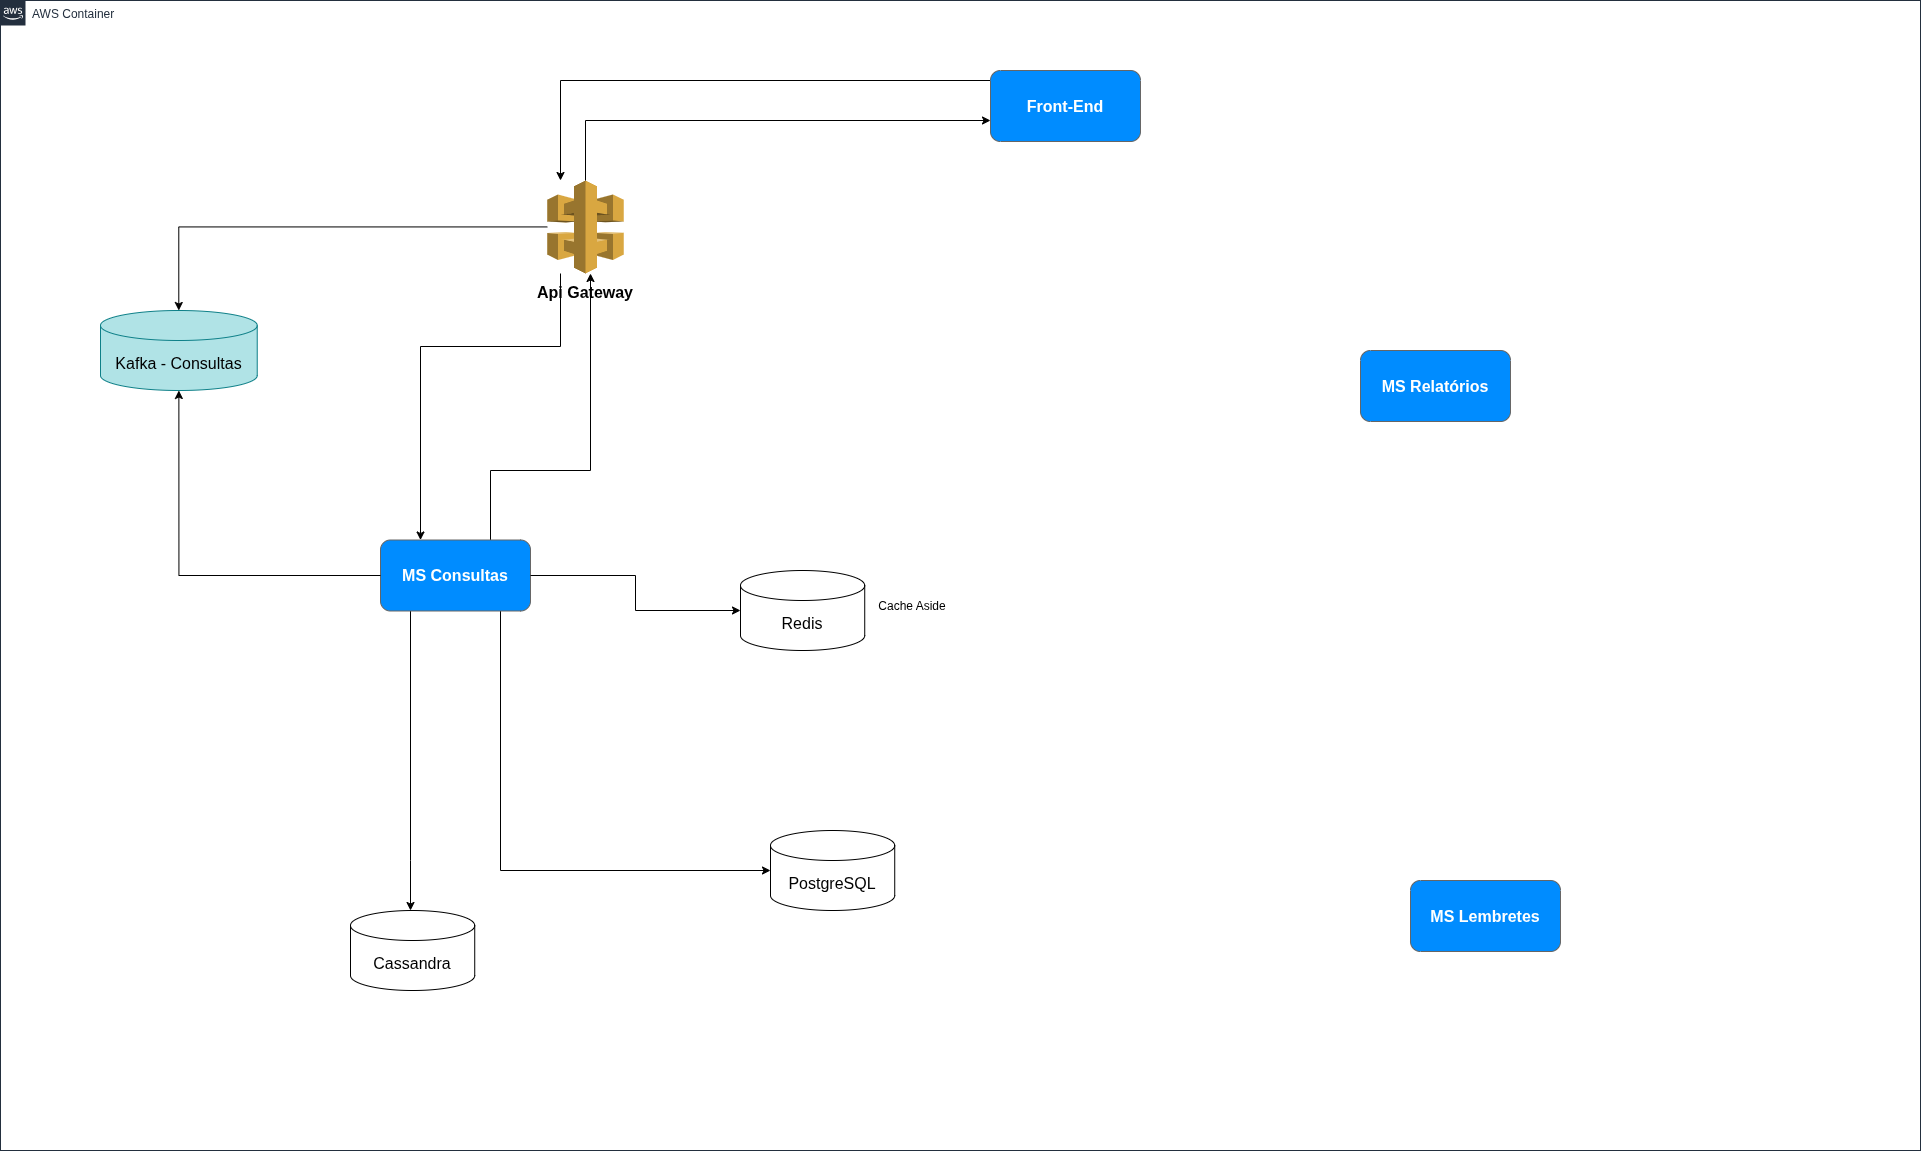 aws
AWS Container
Front-End
Api Gateway
Kafka - Consultas
MS Relatórios
MS Consultas
Redis
Cache Aside
PostgreSQL
MS Lembretes
Cassandra